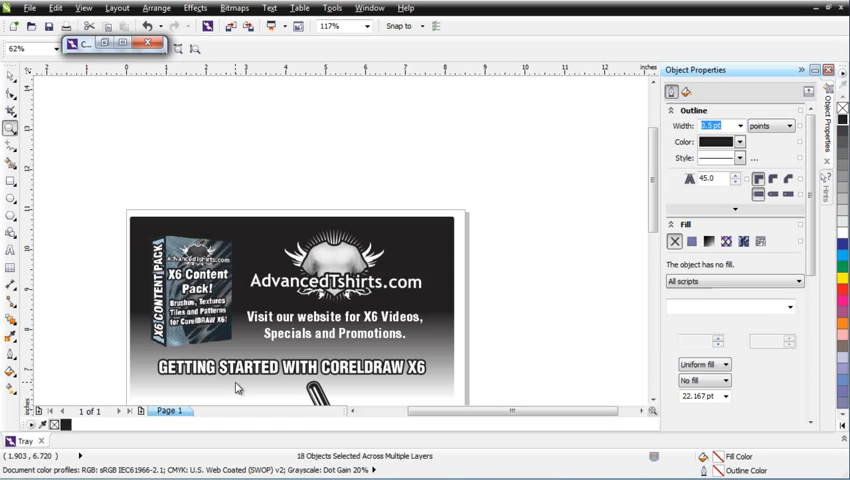 File Edit View Layout Arrange Effects Bitmaps Text Table Tools Window Help
117% Snap to
62% C...
inches
Object Properties
Outline
Width: 0.5 pt points
Color:
Style: ...
45.0
Fill
The object has no fill.
All scripts
Uniform fill
No fill
22.167 pt
Object Properties
Hints
X6 CONTENT PACK!
AdvancedTshirts.com
X6 Content
Pack!
Brushes, Textures
Tiles and Patterns
for CorelDRAW X6!
AdvancedTshirts.com
Visit our website for X6 Videos,
Specials and Promotions.
GETTING STARTED WITH CORELDRAW X6
1 of 1 Page 1
Tray
(1.903, 6.720) 18 Objects Selected Across Multiple Layers Fill Color
Document color profiles: RGB: sRGB IEC61966-2.1; CMYK: U.S. Web Coated (SWOP) v2; Grayscale: Dot Gain 20% Outline Color